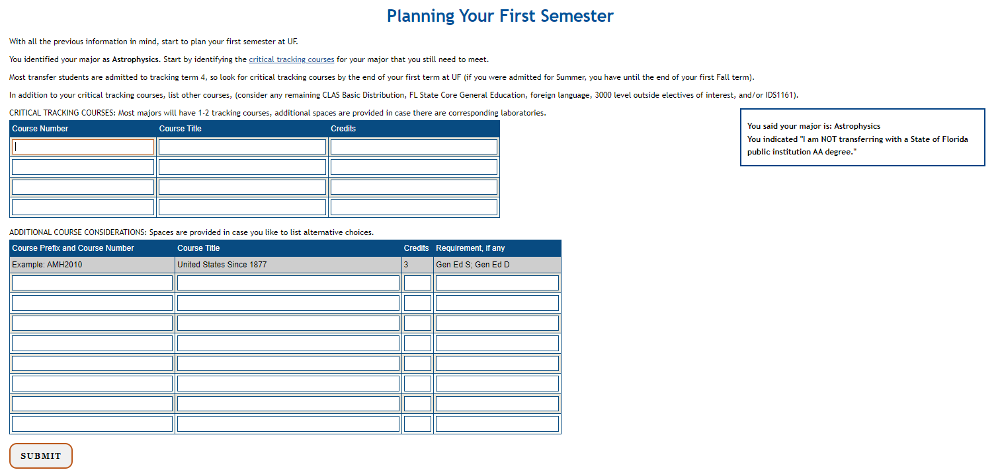 Planning Your First Semester
With all the previous information in mind, start to plan your first semester at UF.
You identified your major as Astrophysics. Start by identifying the critical tracking courses for your major that you still need to meet.
Most transfer students are admitted to tracking term 4, so look for critical tracking courses by the end of your first term at UF (if you were admitted for Summer, you have until the end of your first Fall term).
In addition to your critical tracking courses, list other courses, (consider any remaining CLAS Basic Distribution, FL State Core General Education, foreign language, 3000 level outside electives of interest, and/or IDS1161).
CRITICAL TRACKING COURSES: Most majors will have 1-2 tracking courses, additional spaces are provided in case there are corresponding laboratories.
Course Number Course Title Credits
You said your major is: Astrophysics
You indicated "I am NOT transferring with a State of Florida
public institution AA degree."
ADDITIONAL COURSE CONSIDERATIONS: Spaces are provided in case you like to list alternative choices.
Course Prefix and Course Number Course Title Credits Requirement, if any
Example: AMH2010 United States Since 1877 3 Gen Ed S; Gen Ed D
SUBMIT